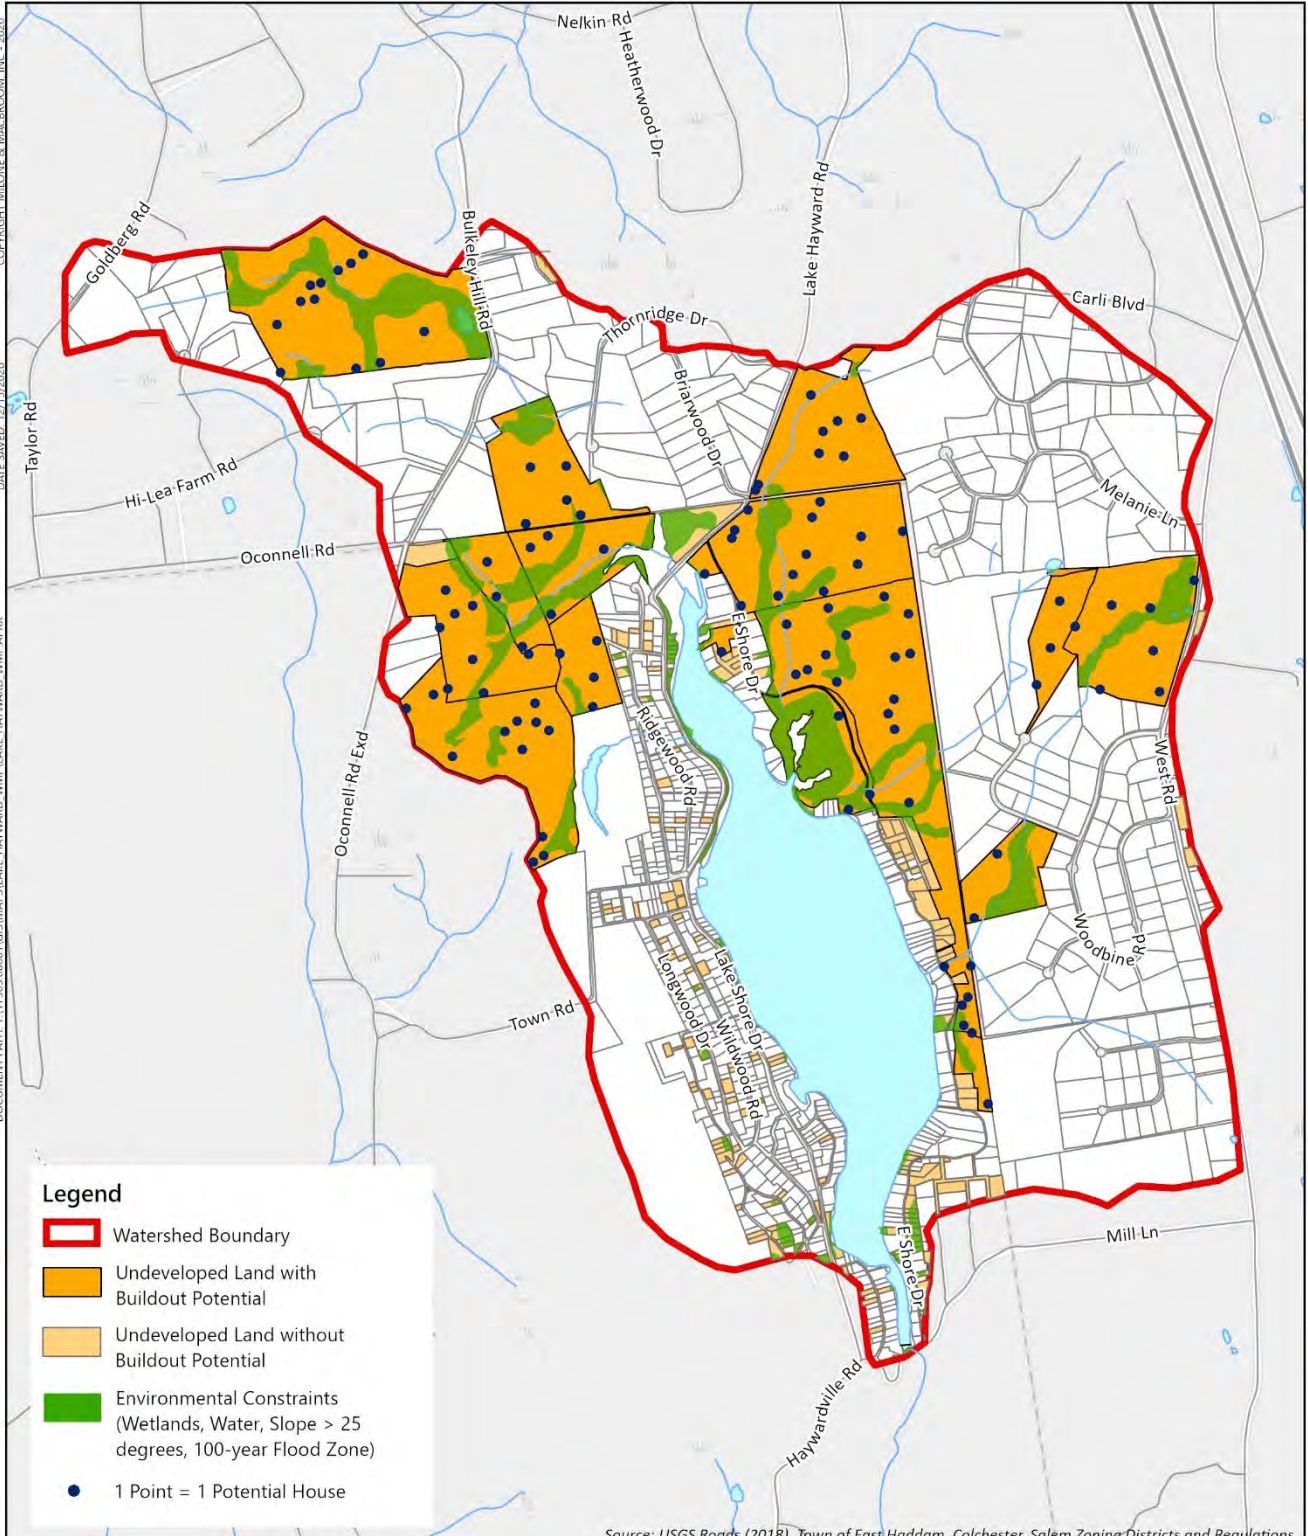 Nelkin Rd
Heatherwood Dr
COPYRIGHT MILONE & MACBROOM, INC - 2020
Lake Hayward Rd
Goldberg Rd
Bulkeley Hill Rd
Carli Blvd
Thornridge Dr
Briarwood Dr
Taylor Rd
Hi-Lea Farm Rd
Melanie Ln
Oconnell Rd
E Shore Dr
Ridgewood Rd
West Rd
Oconnell Rd Exd
Woodbine Rd
Lake Shore Dr
Longwood Dr
Town Rd
Wildwood Rd
E Shore Dr
Mill Ln
Haywardville Rd
Legend
Watershed Boundary
Undeveloped Land with
Buildout Potential
Undeveloped Land without
Buildout Potential
Environmental Constraints
(Wetlands, Water, Slope > 25
degrees, 100-year Flood Zone)
1 Point = 1 Potential House
Source: USGS Roads (2018), Town of East Haddam, Colchester, Salem Zoning Districts and Regulations